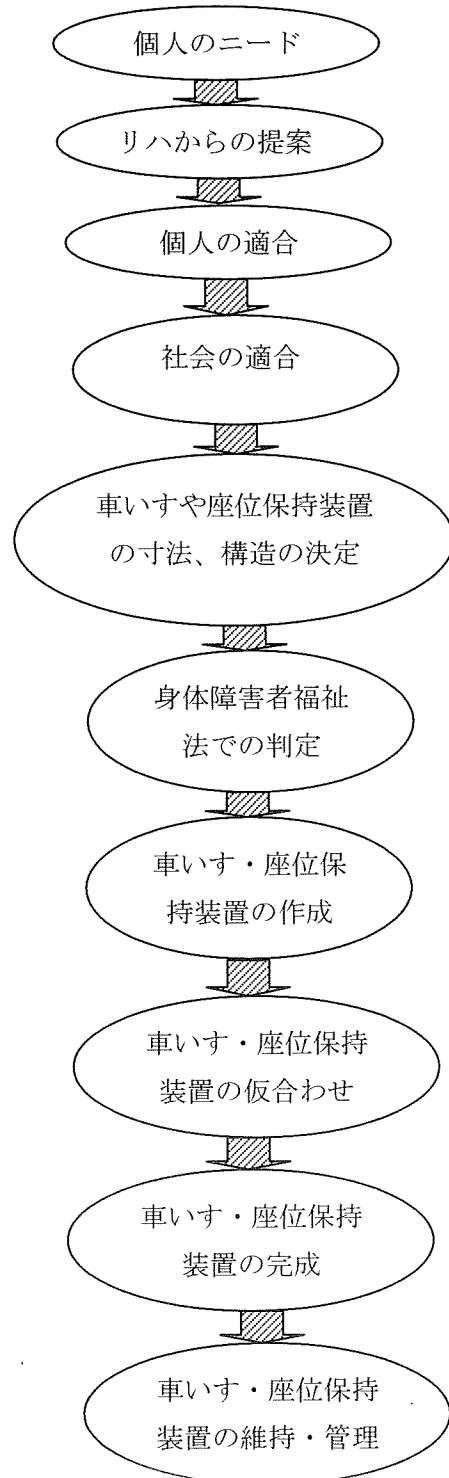 個人のニード
リハからの提案
個人の適合
社会の適合
車いすや座位保持装置
の寸法、構造の決定
身体障害者福祉
法での判定
車いす・座位保
持装置の作成
車いす・座位保持
装置の仮合わせ
車いす・座位保持
装置の完成
車いす・座位保持
装置の維持・管理